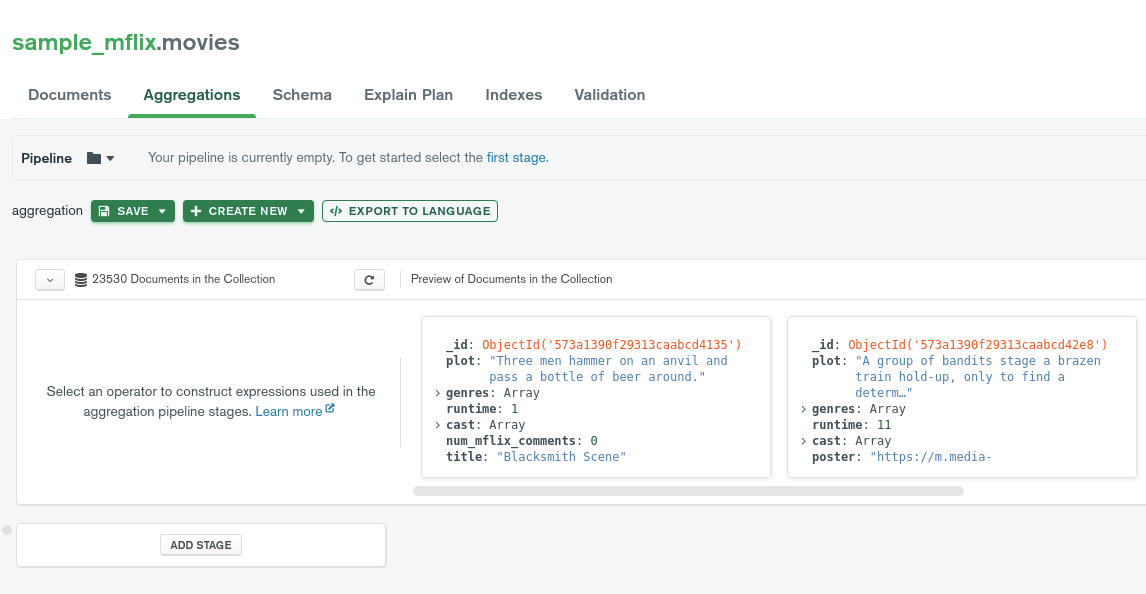 sample_mflix.movies
Documents Aggregations Schema Explain Plan Indexes Validation
Pipeline Your pipeline is currently empty. To get started select the first stage.
aggregation SAVE CREATE NEW </> EXPORT TO LANGUAGE
23530 Documents in the Collection Preview of Documents in the Collection
Select an operator to construct expressions used in the
aggregation pipeline stages. Learn more
_id: ObjectId('573a1390f29313caabcd4135')
plot: "Three men hammer on an anvil and
pass a bottle of beer around."
genres: Array
runtime: 1
cast: Array
num_mflix_comments: 0
title: "Blacksmith Scene"
_id: ObjectId('573a1390f29313caabcd42e8')
plot: "A group of bandits stage a brazen
train hold-up, only to find a
determ…"
genres: Array
runtime: 11
cast: Array
poster: "https://m.media-
ADD STAGE